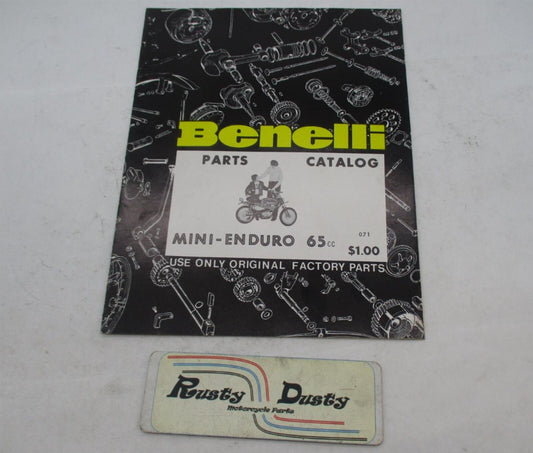 Benelli
PARTS CATALOG
MINI-ENDURO 65cc
071
$1.00
USE ONLY ORIGINAL FACTORY PARTS
Rusty Dusty
Motorcycle Parts